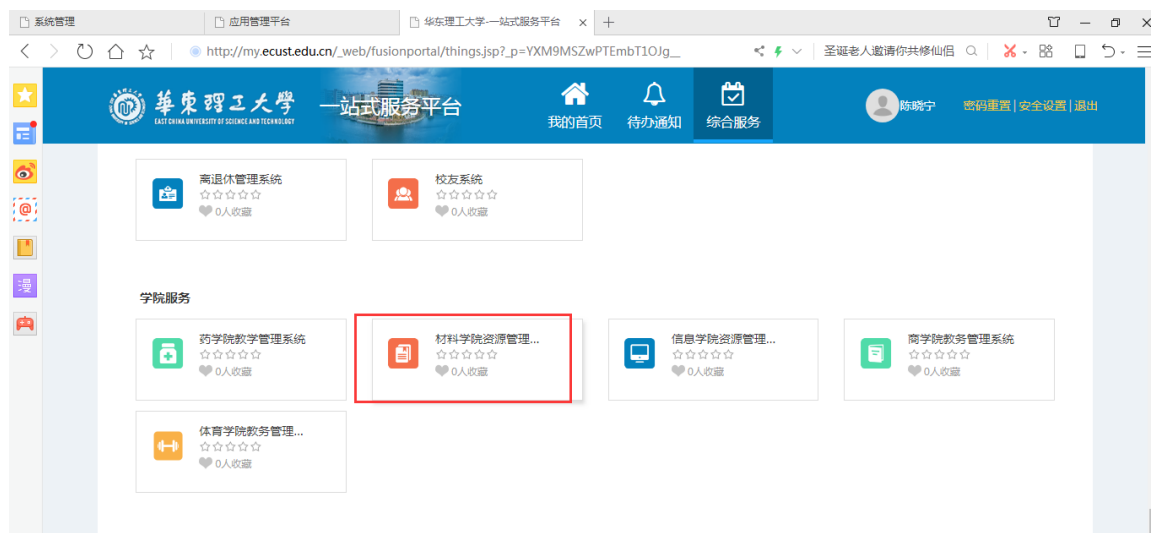 系统管理
应用管理平台
华东理工大学-一站式服务平台
http://my.ecust.edu.cn/_web/fusionportal/things.jsp?_p=YXM9MSZwPTEmbT1OJg__
圣诞老人邀请你共修仙侣
華東理工大學
EAST CHINA UNIVERSITY OF SCIENCE AND TECHNOLOGY
一站式服务平台
我的首页
待办通知
综合服务
陈晓宁
密码重置|安全设置|退出
漫
离退休管理系统
0人收藏
校友系统
0人收藏
学院服务
药学院教学管理系统
0人收藏
材料学院资源管理...
0人收藏
信息学院资源管理...
0人收藏
商学院教务管理系统
0人收藏
体育学院教务管理...
0人收藏